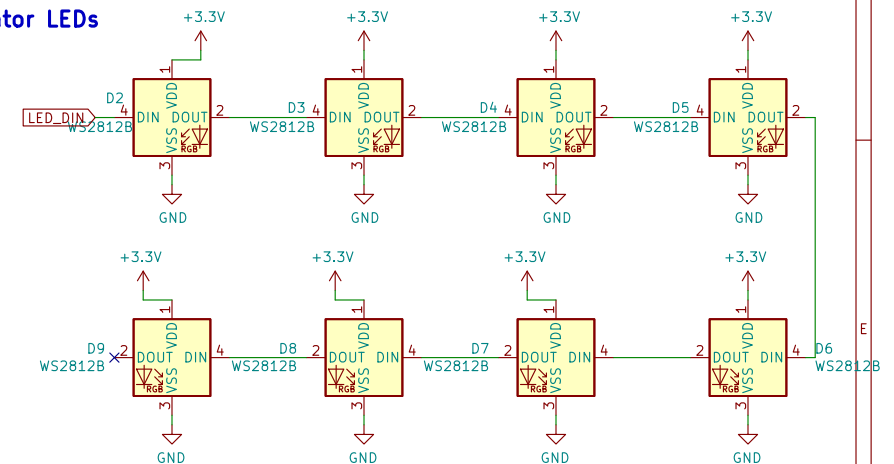 tor LEDs
+3.3V +3.3V +3.3V +3.3V
1 1 1 1
D2 D3 D4 D5
LED_DIN 4 DIN VDD DOUT 2 4 DIN VDD DOUT 2 4 DIN VDD DOUT 2 4 DIN VDD DOUT 2
WS2812B WS2812B WS2812B WS2812B
VSS RGB VSS RGB VSS RGB VSS RGB
3 3 3 3
GND GND GND GND
+3.3V +3.3V +3.3V +3.3V
1 1 1 1
E
D9 D8 D7 D6
2 DOUT VDD DIN 4 2 DOUT VDD DIN 4 2 DOUT VDD DIN 4 2 DOUT VDD DIN 4
WS2812B WS2812B WS2812B WS2812B
RGB VSS RGB VSS RGB VSS RGB VSS
3 3 3 3
GND GND GND GND